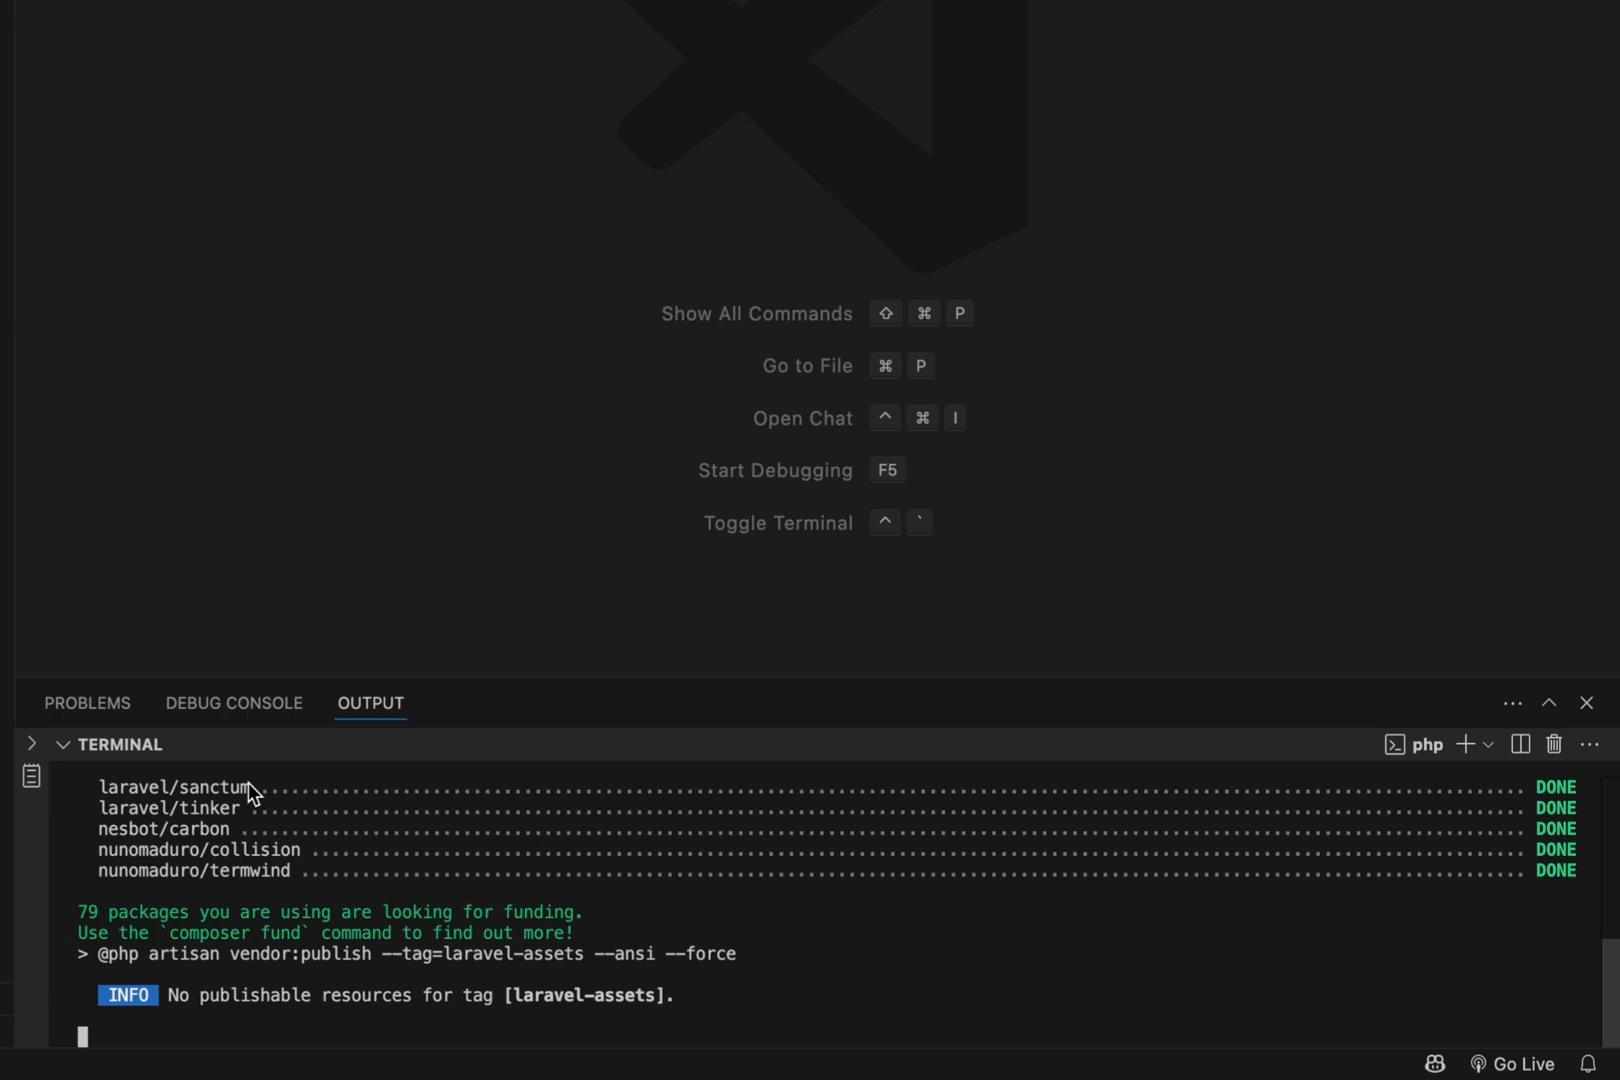 Show All Commands ⇧ ⌘ P
Go to File ⌘ P
Open Chat ^ ⌘ I
Start Debugging F5
Toggle Terminal ^ `
PROBLEMS DEBUG CONSOLE OUTPUT
TERMINAL php
laravel/sanctum ........ DONE
laravel/tinker ........ DONE
nesbot/carbon ........ DONE
nunomaduro/collision ........ DONE
nunomaduro/termwind ........ DONE
79 packages you are using are looking for funding.
Use the `composer fund` command to find out more!
> @php artisan vendor:publish --tag=laravel-assets --ansi --force
INFO No publishable resources for tag [laravel-assets].
Go Live